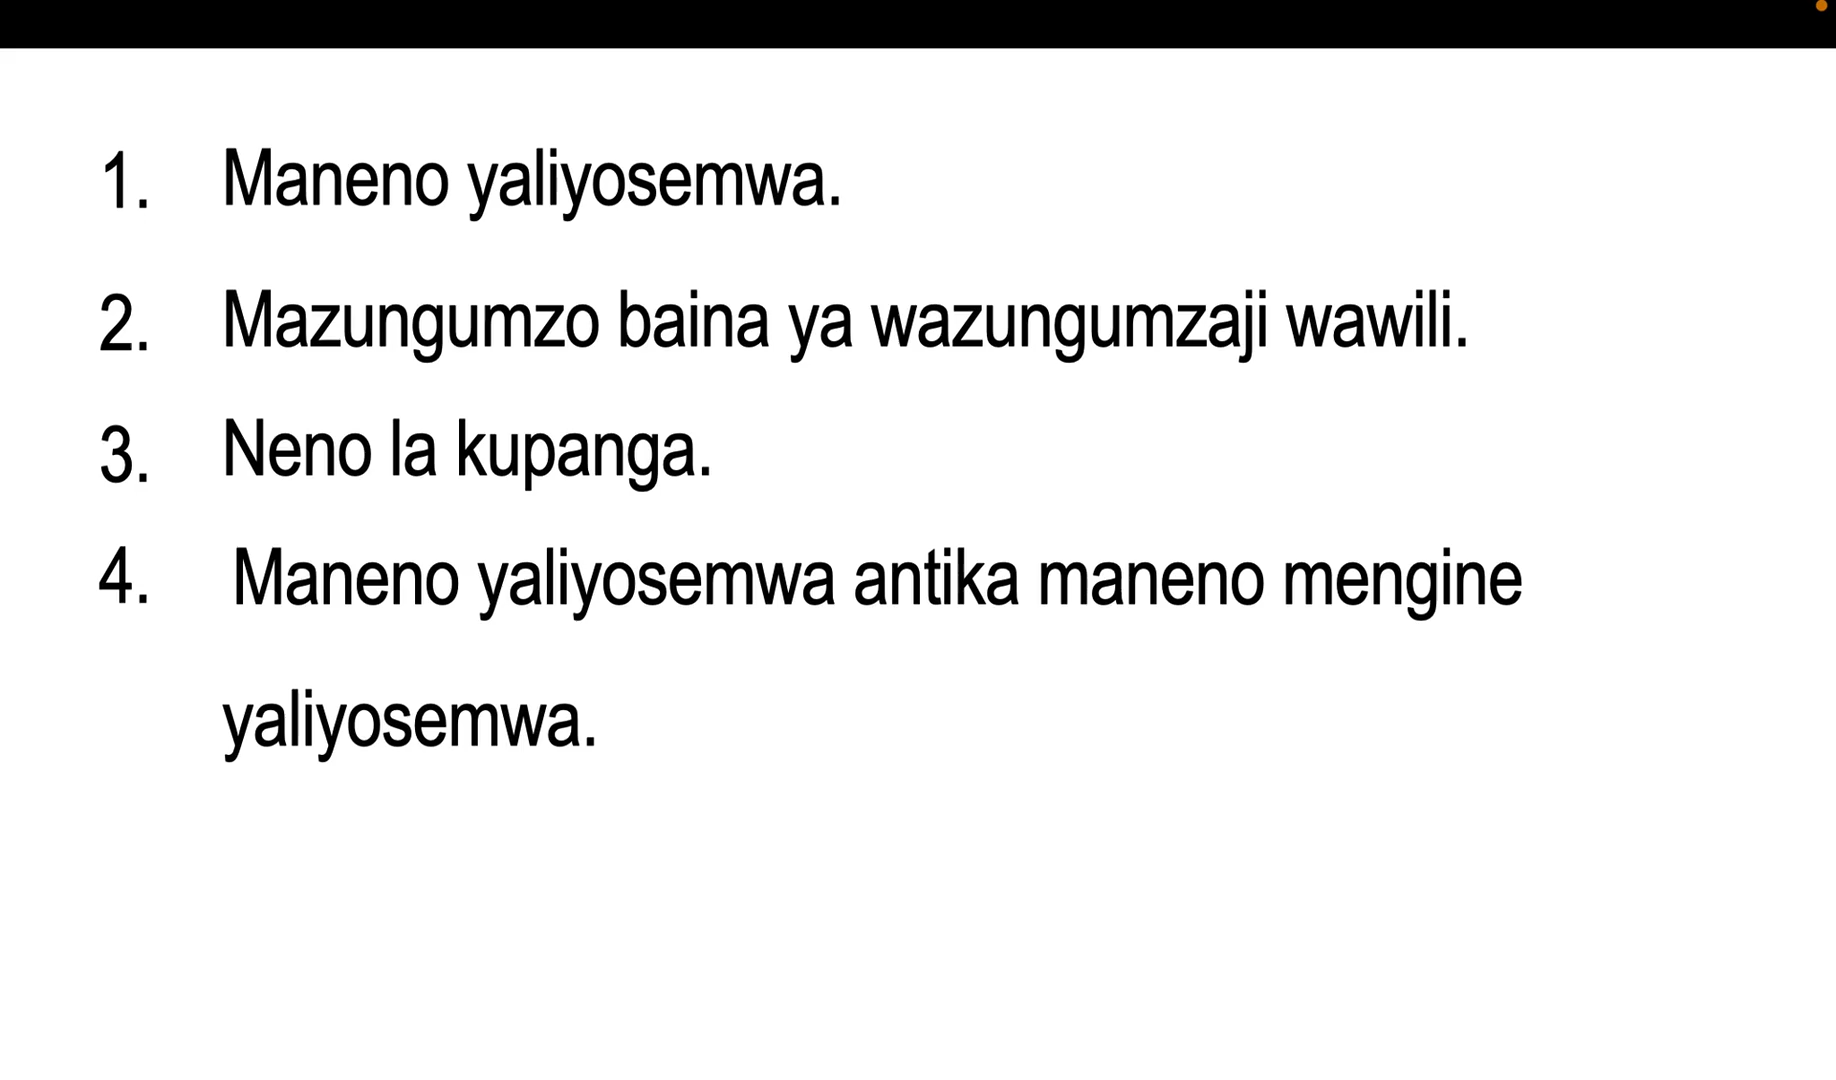 1. Maneno yaliyosemwa.
2. Mazungumzo baina ya wazungumzaji wawili.
3. Neno la kupanga.
4. Maneno yaliyosemwa antika maneno mengine
yaliyosemwa.